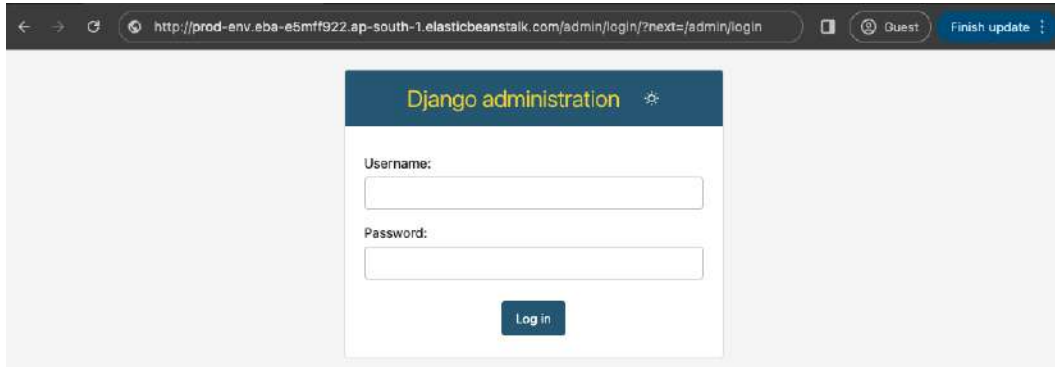 http://prod-env.eba-e5mff922.ap-south-1.elasticbeanstalk.com/admin/login/?next=/admin/login
Guest
Finish update
Django administration
Username:
Password:
Log in